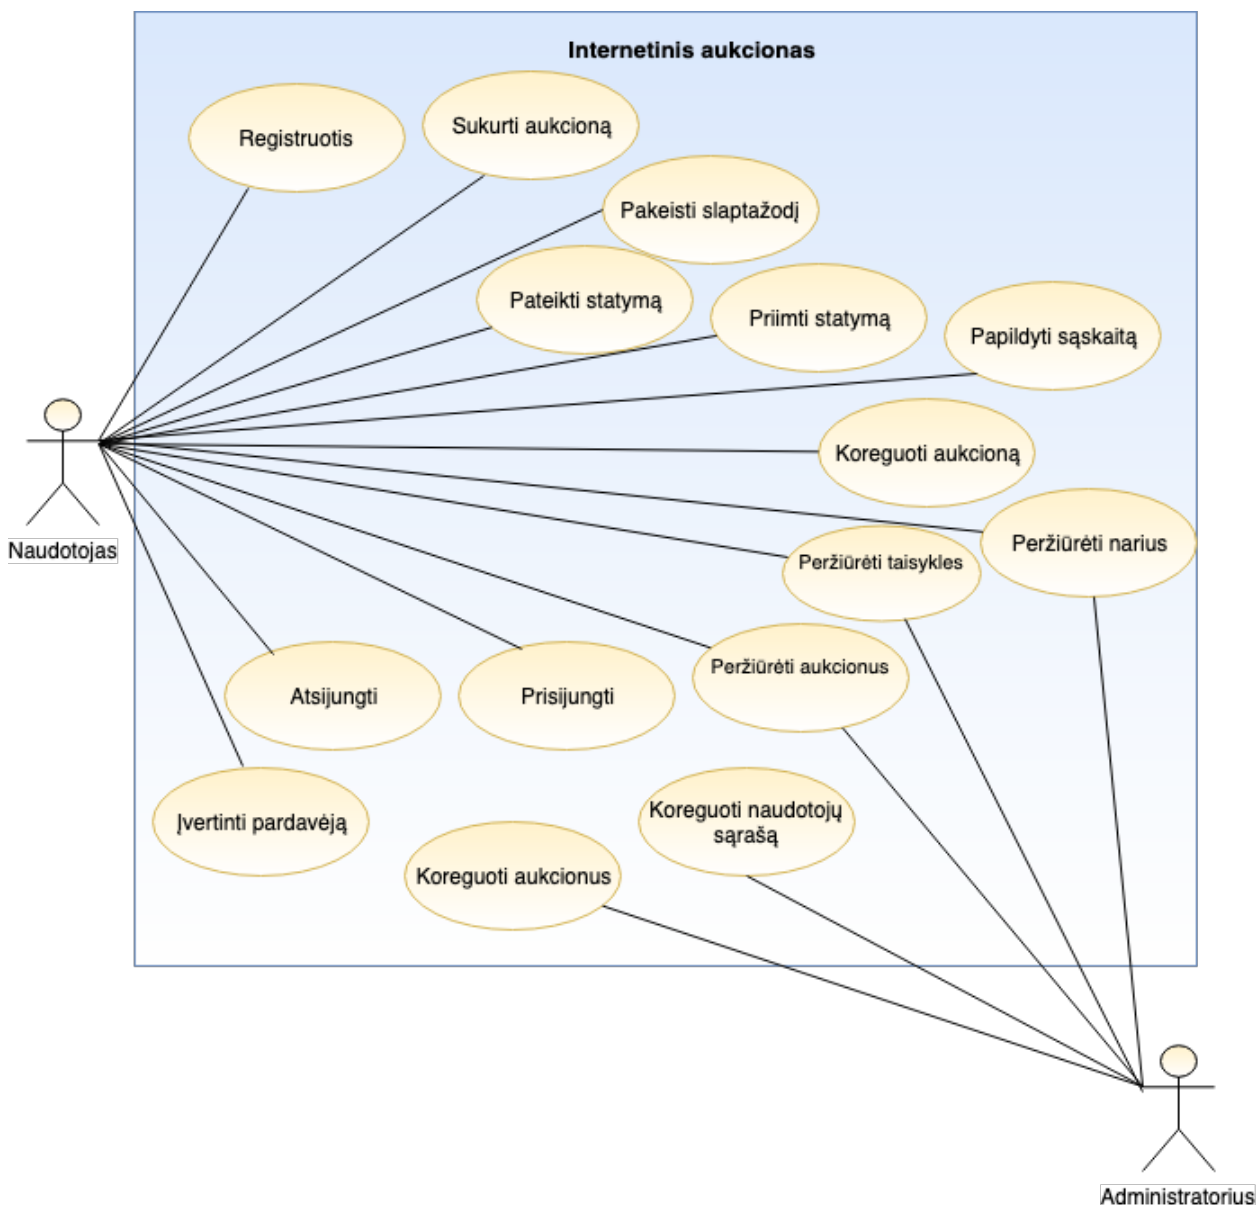 Internetinis aukcionas
Registruotis
Sukurti aukcioną
Pakeisti slaptažodį
Pateikti statymą
Priimti statymą
Papildyti sąskaitą
Koreguoti aukcioną
Naudotojas
Peržiūrėti narius
Peržiūrėti taisykles
Peržiūrėti aukcionus
Atsijungti
Prisijungti
Įvertinti pardavėją
Koreguoti naudotojų
sąrašą
Koreguoti aukcionus
Administratorius